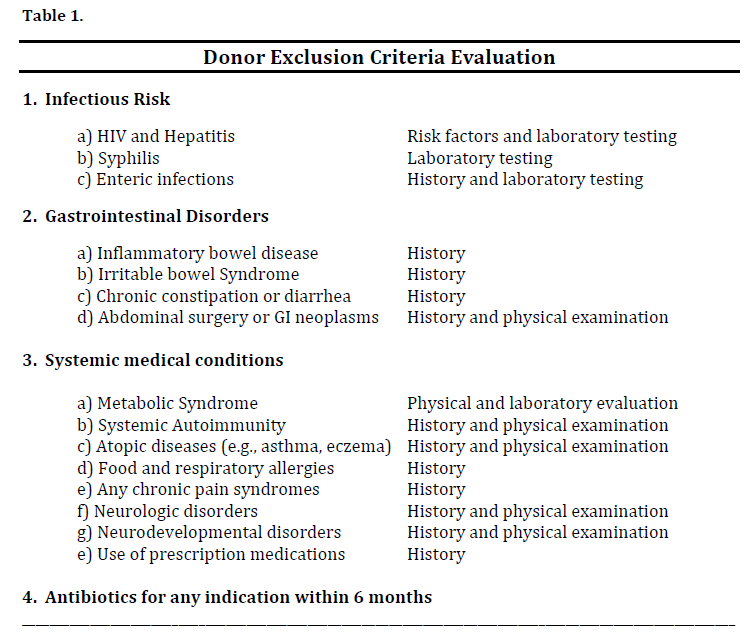 Table 1.
Donor Exclusion Criteria Evaluation
1. Infectious Risk
a) HIV and Hepatitis Risk factors and laboratory testing
b) Syphilis Laboratory testing
c) Enteric infections History and laboratory testing
2. Gastrointestinal Disorders
a) Inflammatory bowel disease History
b) Irritable bowel Syndrome History
c) Chronic constipation or diarrhea History
d) Abdominal surgery or GI neoplasms History and physical examination
3. Systemic medical conditions
a) Metabolic Syndrome Physical and laboratory evaluation
b) Systemic Autoimmunity History and physical examination
c) Atopic diseases (e.g., asthma, eczema) History and physical examination
d) Food and respiratory allergies History
e) Any chronic pain syndromes History
f) Neurologic disorders History and physical examination
g) Neurodevelopmental disorders History and physical examination
e) Use of prescription medications History
4. Antibiotics for any indication within 6 months